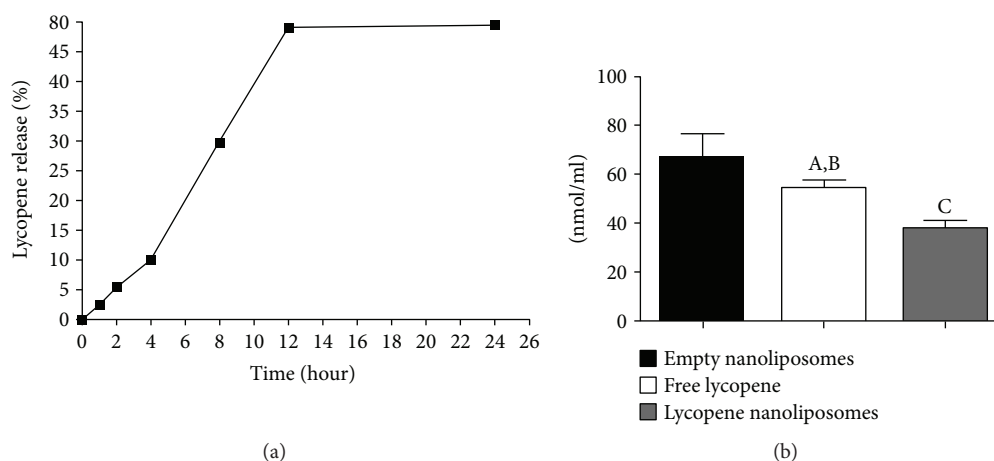 80
45
40
35
30
25
20
15
10
50
0
Lycopene release (%)
0 2 4 6 8 10 12 14 16 18 20 22 24 26
Time (hour)
(a)
100
80
60
40
20
0
(nmol/ml)
A,B
C
Empty nanoliposomes
Free lycopene
Lycopene nanoliposomes
(b)